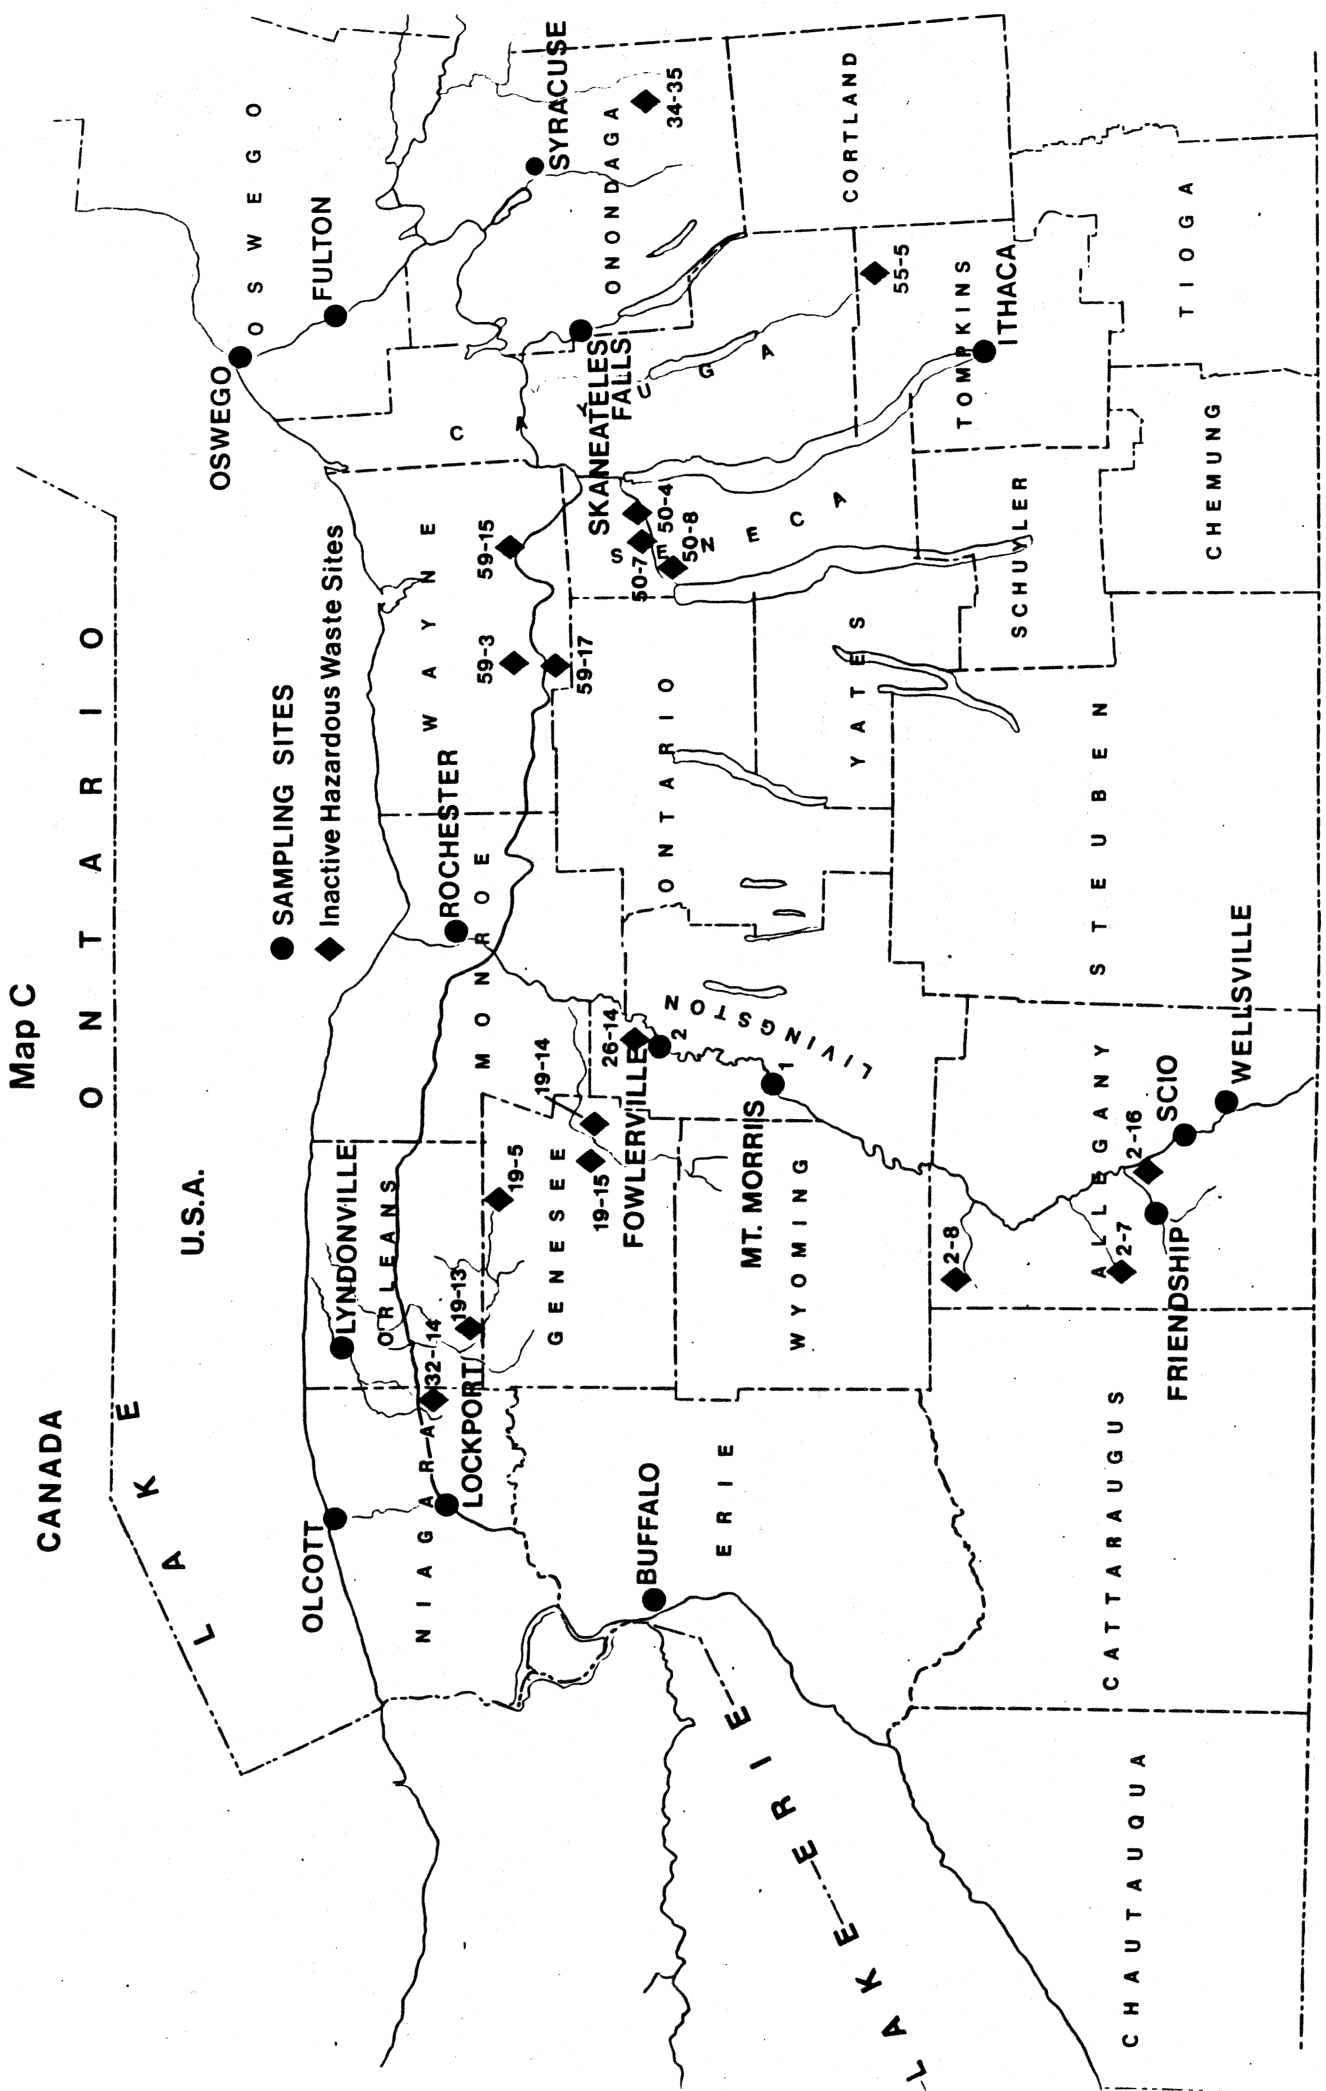 Map C
CANADA
U.S.A.
LAKE ONTARIO
SAMPLING SITES
Inactive Hazardous Waste Sites
OLCOTT
LYNDONVILLE
ROCHESTER
OSWEGO
FULTON
OSWEGO
NIAGARA
LOCKPORT
32-14
ORLEANS
19-13
19-5
MONROE
WAYNE
59-3
59-15
59-17
CAYUGA
SKANEATELES
FALLS
SYRACUSE
ONONDAGA
34-35
BUFFALO
ERIE
GENESEE
19-15
19-14
26-14
FOWLERVILLE
2
LIVINGSTON
1
MT. MORRIS
WYOMING
ONTARIO
50-7
50-8
50-4
SENECA
YATES
CORTLAND
55-5
TOMPKINS
ITHACA
SCHUYLER
LAKE ERIE
CHAUTAUQUA
CATTARAUGUS
ALLEGANY
2-8
2-7
2-16
FRIENDSHIP
SCIO
WELLSVILLE
STEUBEN
CHEMUNG
TIOGA